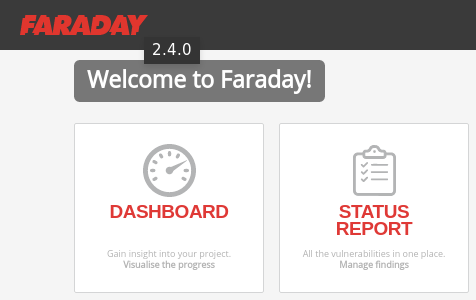 FARADAY
2.4.0
Welcome to Faraday!
DASHBOARD
Gain insight into your project.
Visualise the progress
STATUS
REPORT
All the vulnerabilities in one place.
Manage findings